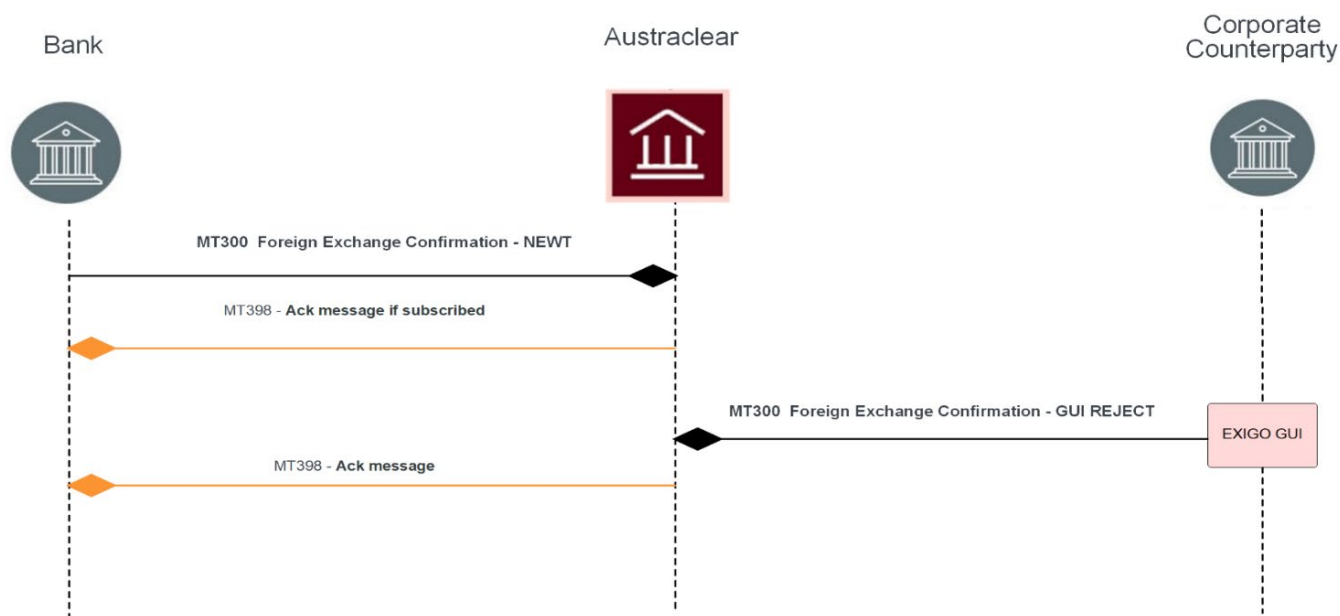 Bank
Austraclear
Corporate
Counterparty
MT300  Foreign Exchange Confirmation - NEWT
MT398 - Ack message if subscribed
MT300  Foreign Exchange Confirmation - GUI REJECT
EXIGO GUI
MT398 - Ack message